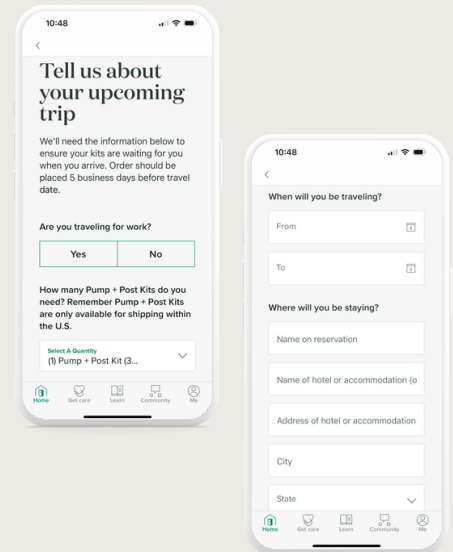 10:48
Tell us about
your upcoming
trip
We'll need the information below to
ensure your kits are waiting for you
when you arrive. Order should be
placed 5 business days before travel
date.
Are you traveling for work?
Yes
No
How many Pump + Post Kits do you
need? Remember Pump + Post Kits
are only available for shipping within
the U.S.
Select A Quantity
(1) Pump + Post Kit (3...
Home
Get care
Learn
Community
Me
10:48
When will you be traveling?
From
To
Where will you be staying?
Name on reservation
Name of hotel or accommodation (o
Address of hotel or accommodation
City
State
Home
Get care
Learn
Community
Me